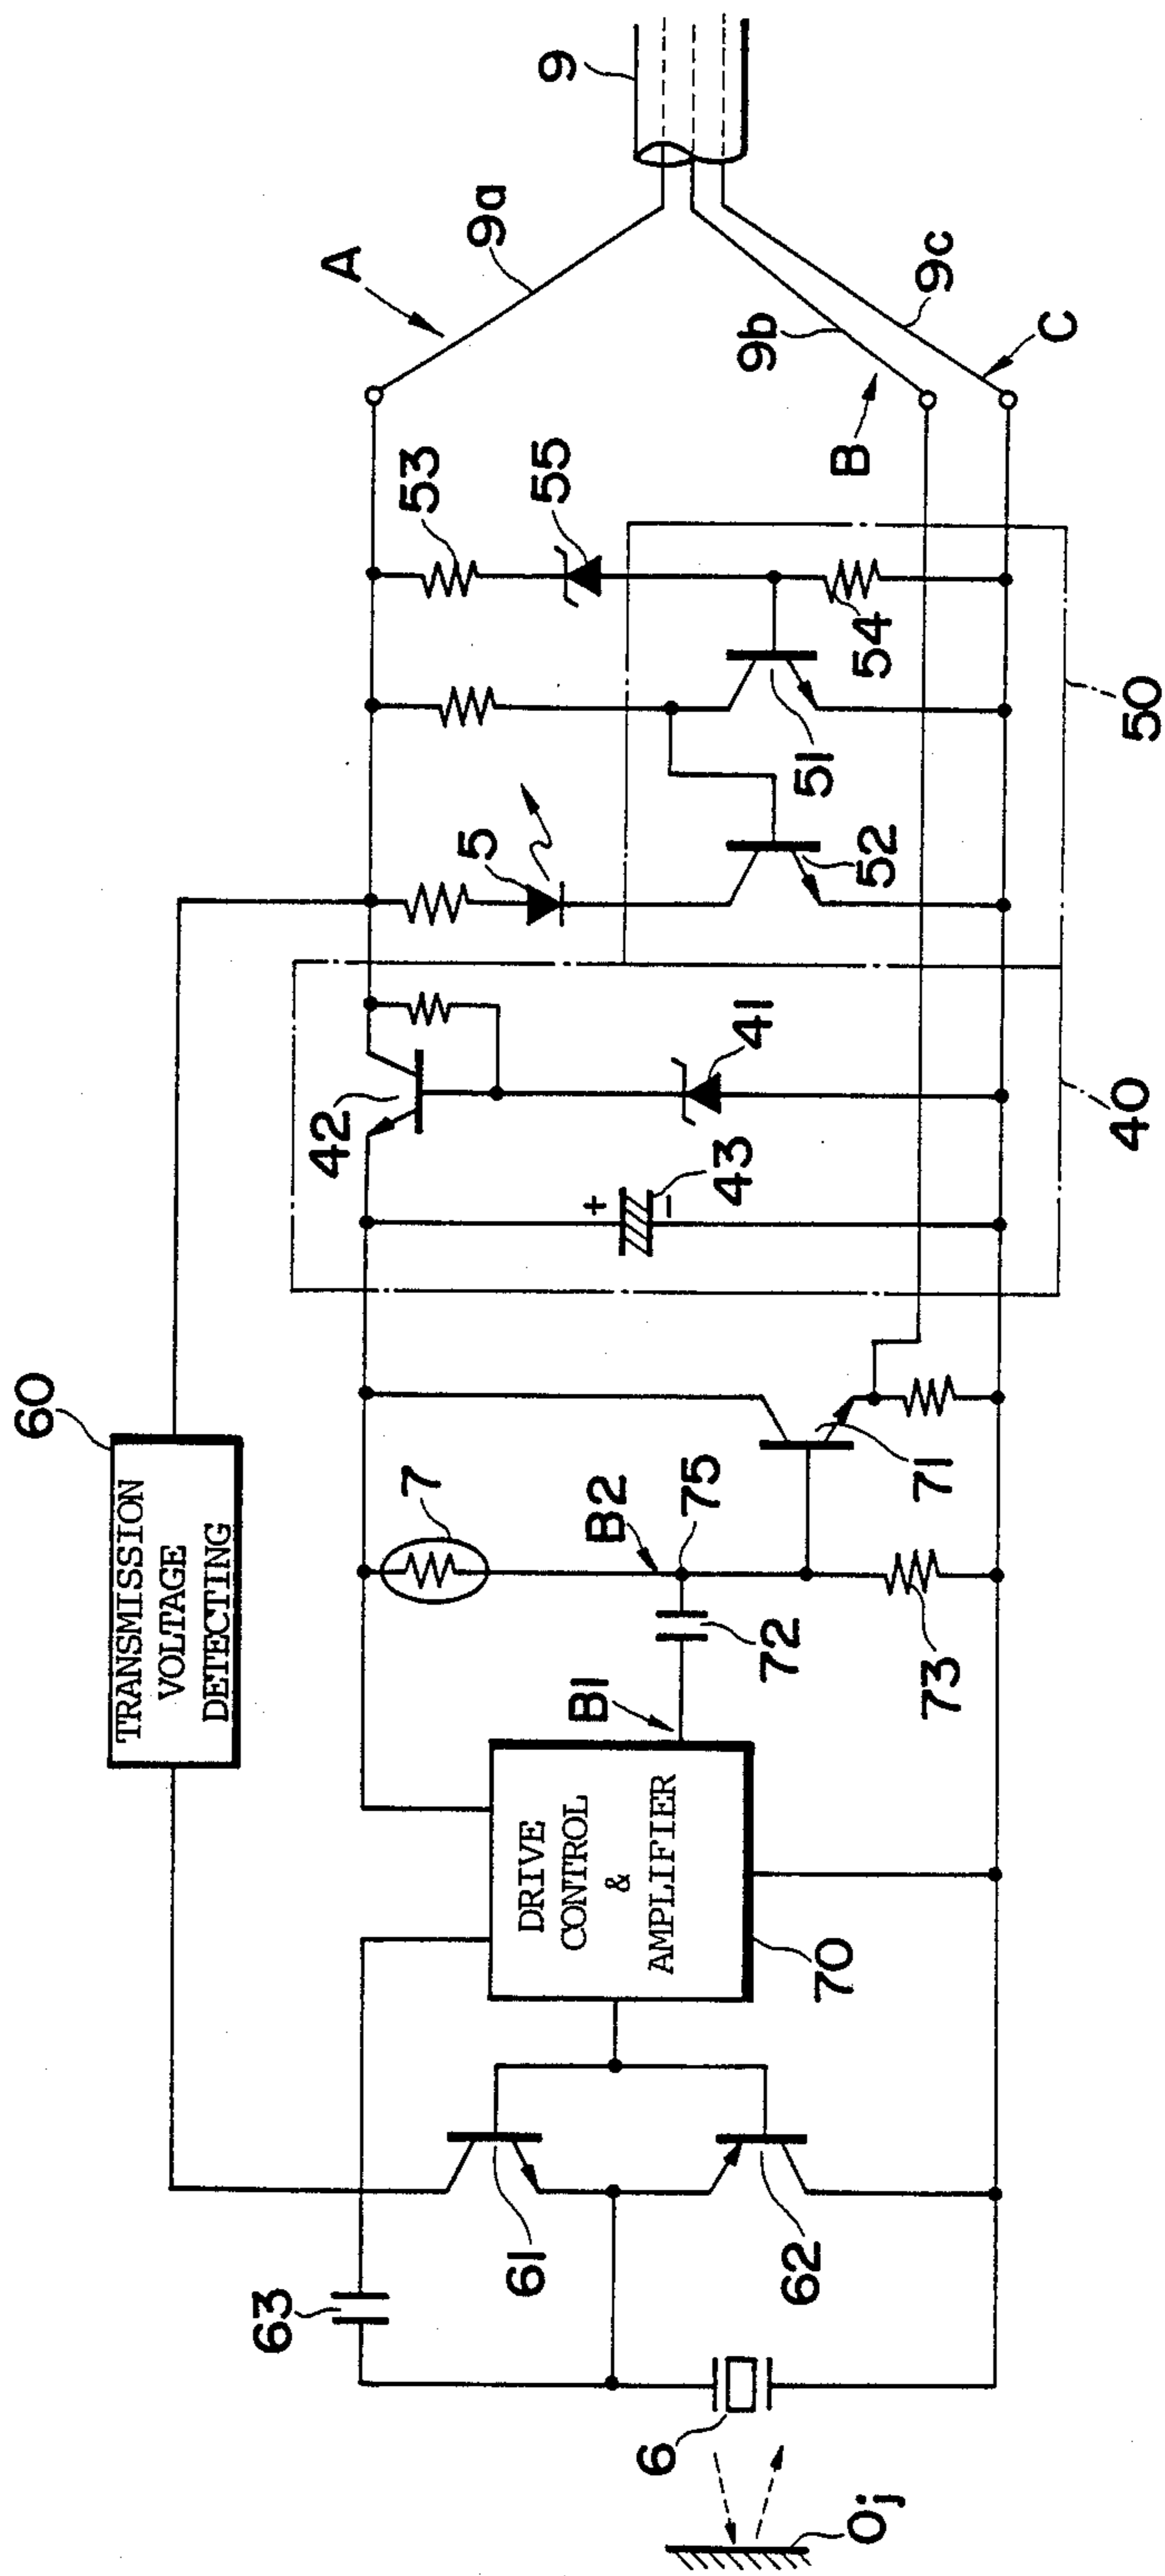 60
TRANSMISSION
VOLTAGE
DETECTING
A
9a
9
9b
9c
B
C
53
55
54
51
5
52
50
42
41
+
43
−
40
7
B2
75
71
72
73
B1
DRIVE
CONTROL
&
AMPLIFIER
70
63
61
62
6
Oj